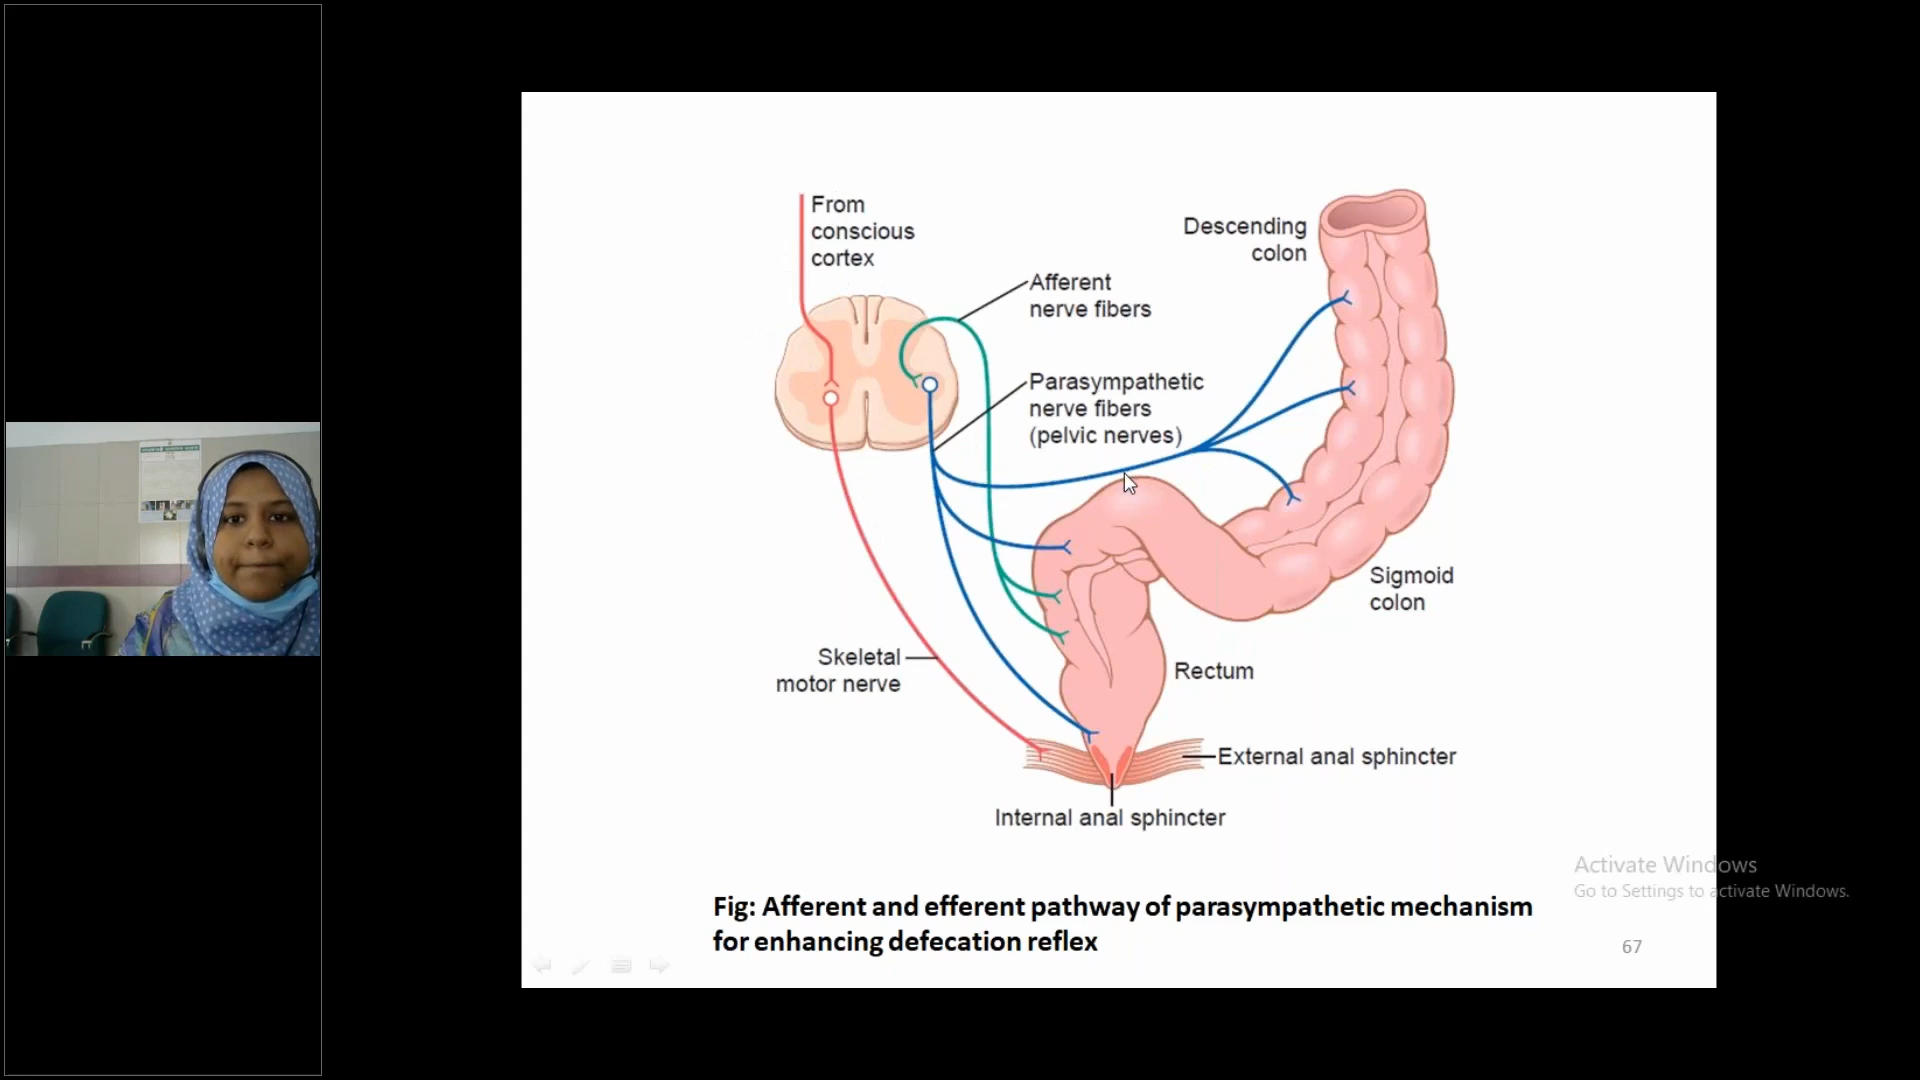 From
conscious
cortex
Descending
colon
Afferent
nerve fibers
Parasympathetic
nerve fibers
(pelvic nerves)
Sigmoid
colon
Skeletal
motor nerve
Rectum
External anal sphincter
Internal anal sphincter
Activate Windows
Go to Settings to activate Windows.
Fig: Afferent and efferent pathway of parasympathetic mechanism
for enhancing defecation reflex
67